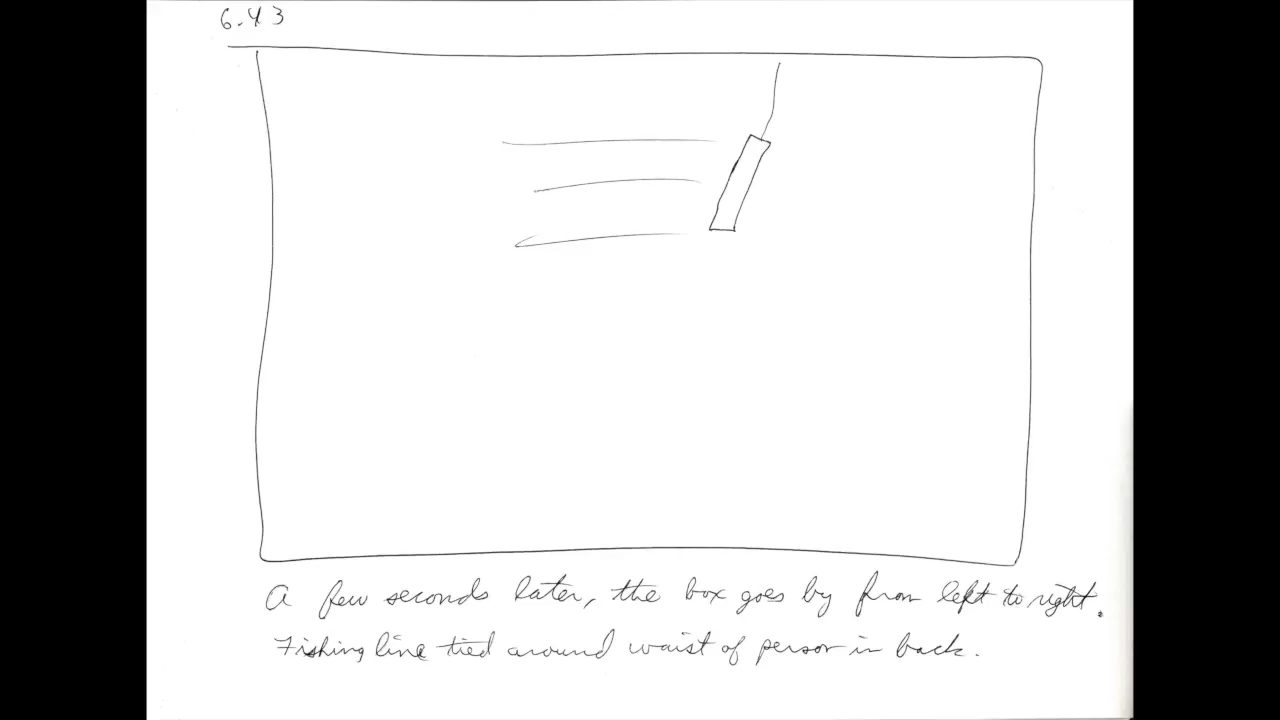 6.43
A few seconds later, the box goes by from left to right.
Fishing line tied around waist of person in back.